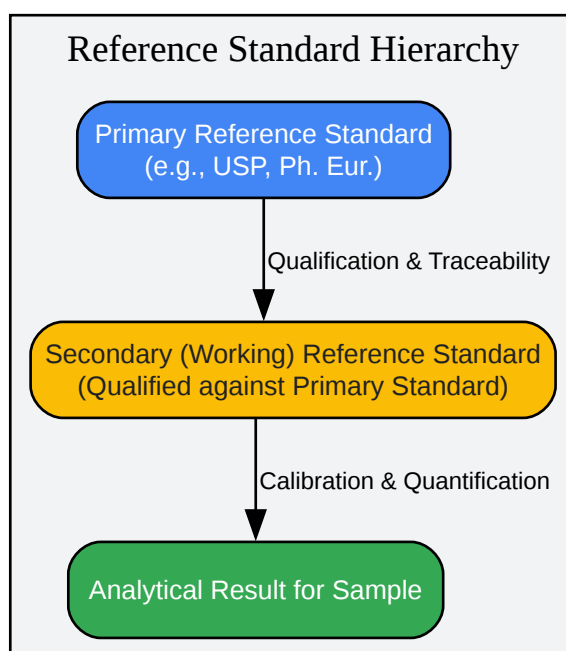 Reference Standard Hierarchy
Primary Reference Standard
(e.g., USP, Ph. Eur.)
Qualification & Traceability
Secondary (Working) Reference Standard
(Qualified against Primary Standard)
Calibration & Quantification
Analytical Result for Sample